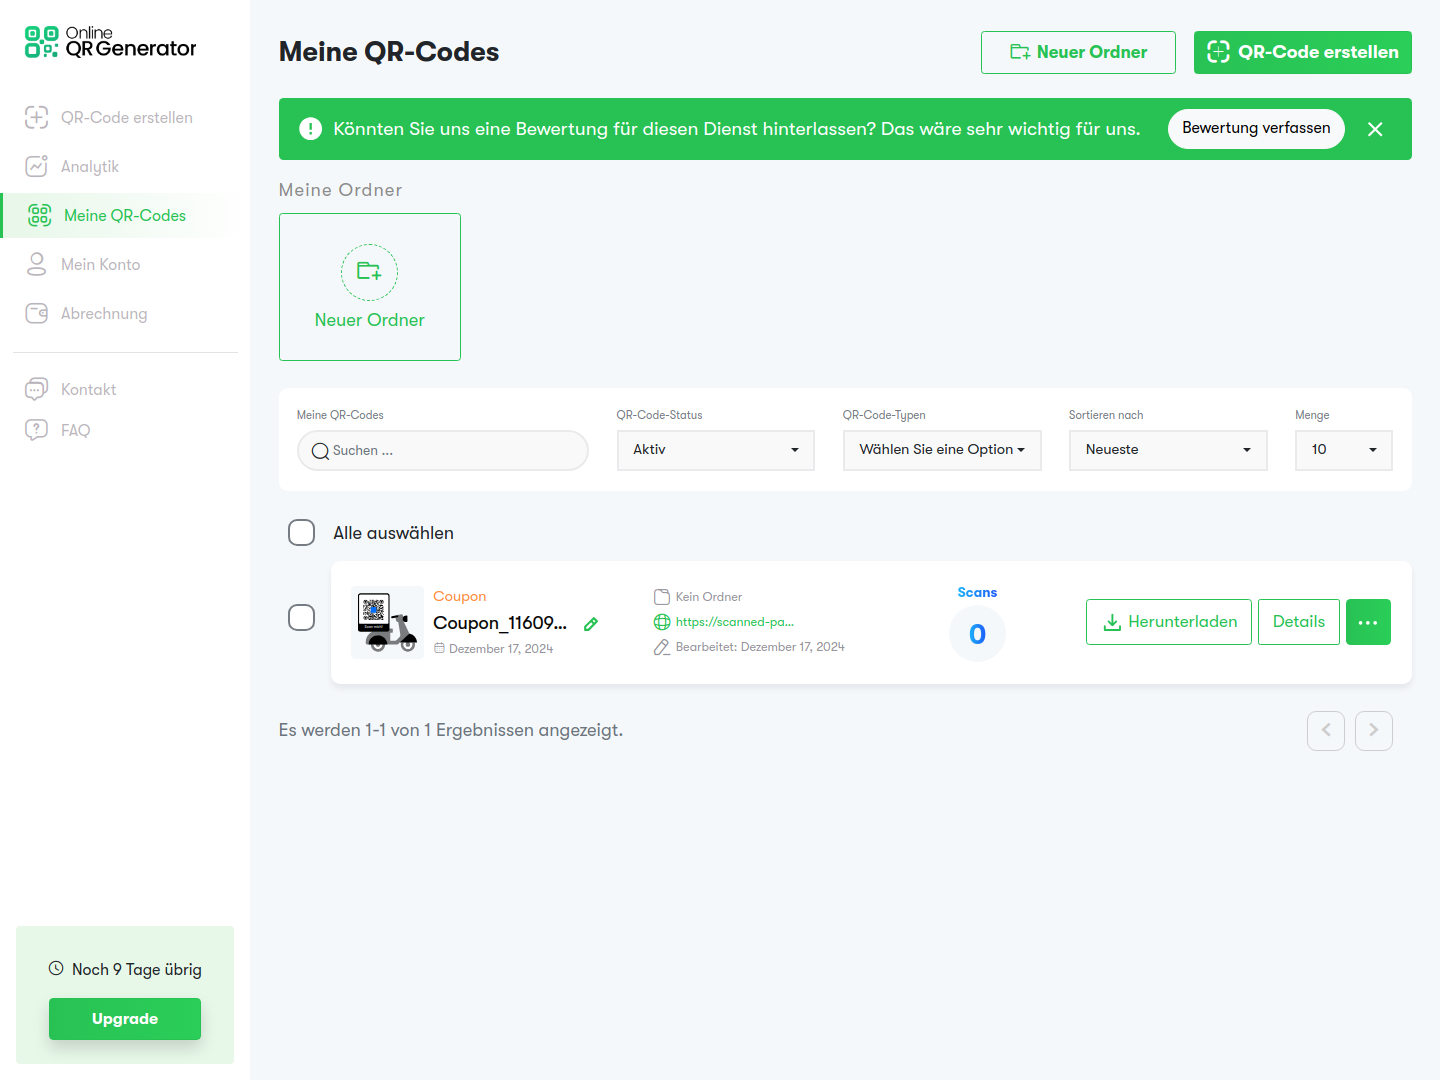 Online
QR Generator
QR-Code erstellen
Analytik
Meine QR-Codes
Mein Konto
Abrechnung
Kontakt
FAQ
Noch 9 Tage übrig
Upgrade
Meine QR-Codes
Neuer Ordner
QR-Code erstellen
Könnten Sie uns eine Bewertung für diesen Dienst hinterlassen? Das wäre sehr wichtig für uns.
Bewertung verfassen
Meine Ordner
Neuer Ordner
Meine QR-Codes
Suchen ...
QR-Code-Status
Aktiv
QR-Code-Typen
Wählen Sie eine Option
Sortieren nach
Neueste
Menge
10
Alle auswählen
Coupon
Coupon_11609...
Dezember 17, 2024
Kein Ordner
https://scanned-pa...
Bearbeitet: Dezember 17, 2024
Scans
0
Herunterladen
Details
Es werden 1-1 von 1 Ergebnissen angezeigt.